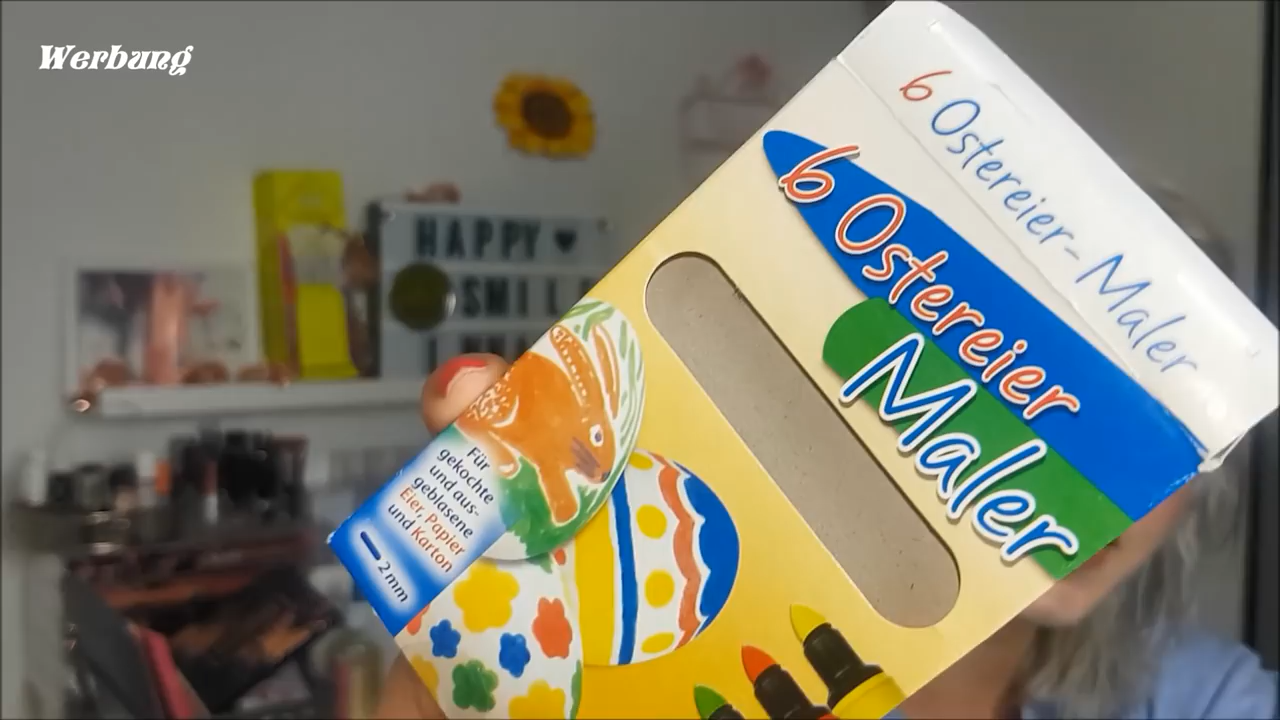 Werbung
6 Ostereier-Maler
6 Ostereier
Maler
HAPPY ♥
SMIL
Für
gekochte
und aus-
geblasene
Eier, Papier
und Karton
2 mm